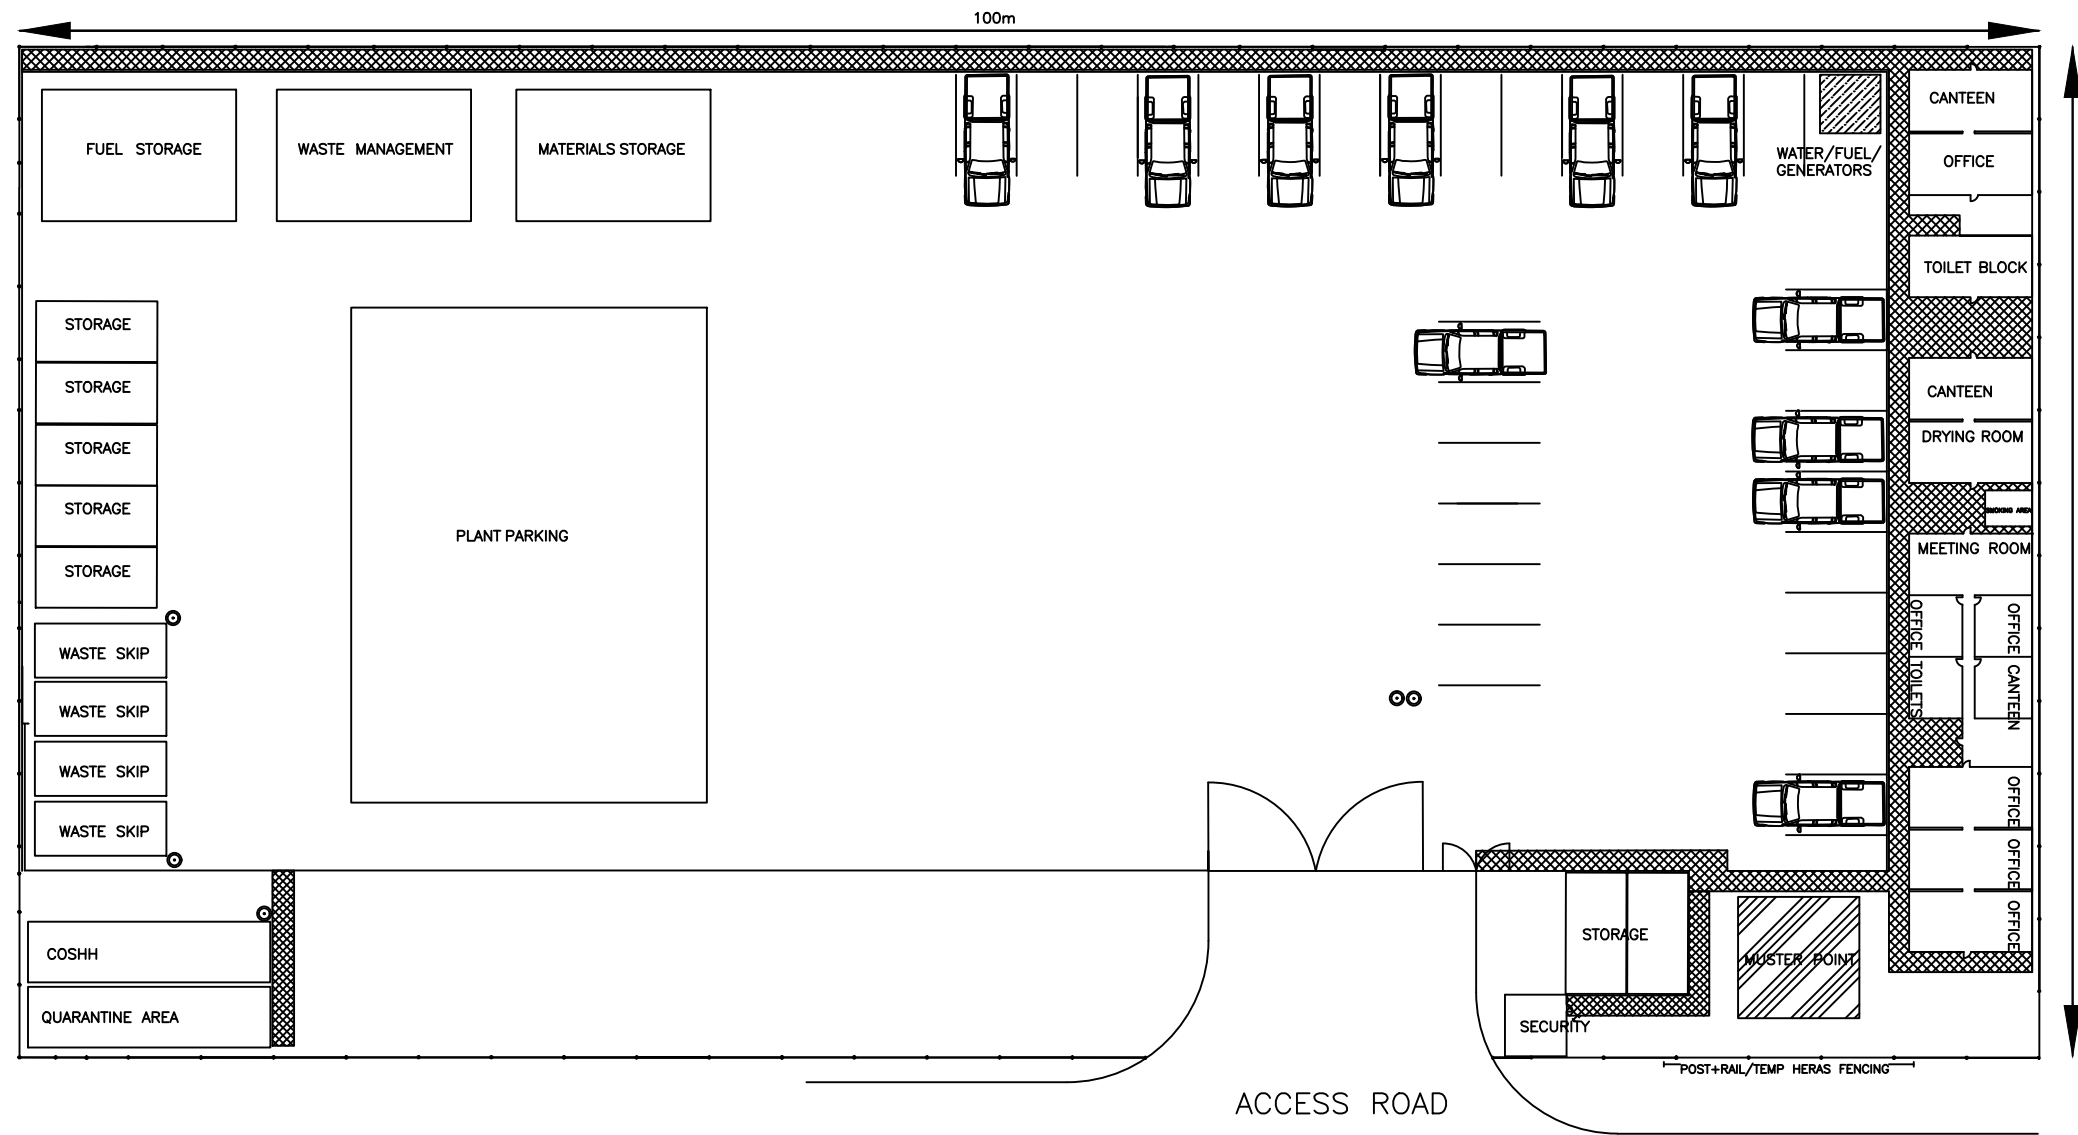 100m
FUEL STORAGE
WASTE MANAGEMENT
MATERIALS STORAGE
WATER/FUEL/
GENERATORS
CANTEEN
OFFICE
TOILET BLOCK
CANTEEN
DRYING ROOM
SMOKING AREA
MEETING ROOM
OFFICE
OFFICE
TOILETS
CANTEEN
OFFICE
OFFICE
OFFICE
STORAGE
STORAGE
STORAGE
STORAGE
STORAGE
PLANT PARKING
WASTE SKIP
WASTE SKIP
WASTE SKIP
WASTE SKIP
COSHH
QUARANTINE AREA
STORAGE
MUSTER POINT
SECURITY
POST+RAIL/TEMP HERAS FENCING
ACCESS ROAD